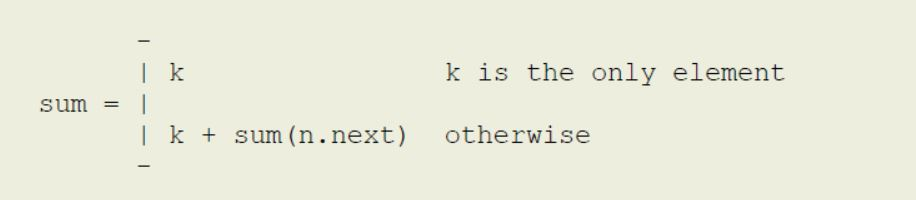 -
| k k is the only element
sum = |
| k + sum(n.next) otherwise
-